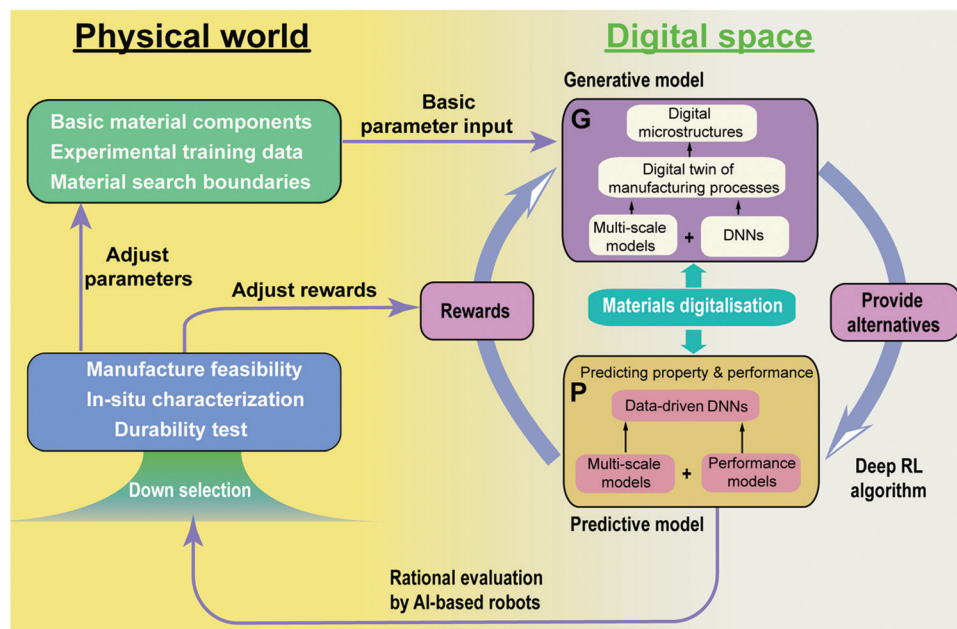 Physical world
Digital space
Generative model
Basic material components
Experimental training data
Material search boundaries
Basic
parameter input
G
Digital
microstructures
Digital twin of
manufacturing processes
Multi-scale
models
+
DNNs
Adjust
parameters
Adjust rewards
Rewards
Materials digitalisation
Provide
alternatives
Manufacture feasibility
In-situ characterization
Durability test
Predicting property & performance
P
Data-driven DNNs
Multi-scale
models
+
Performance
models
Deep RL
algorithm
Down selection
Predictive model
Rational evaluation
by AI-based robots